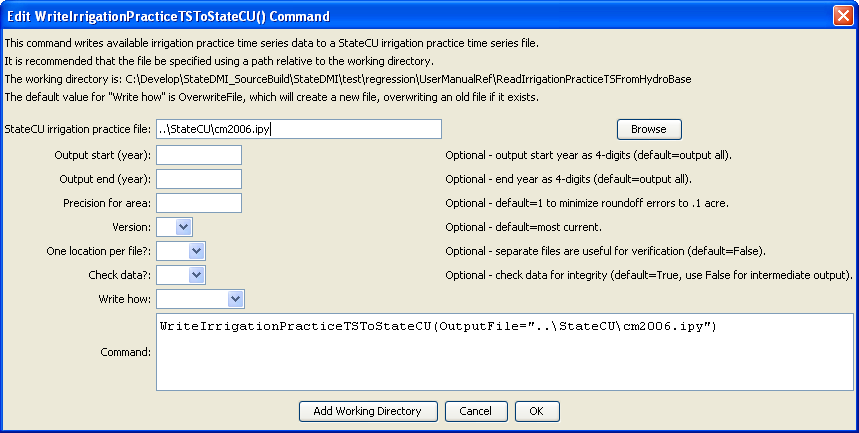 Edit WriteIrrigationPracticeTSToStateCU() Command
This command writes available irrigation practice time series data to a StateCU irrigation practice time series file.
It is recommended that the file be specified using a path relative to the working directory.
The working directory is: C:\Develop\StateDMI_SourceBuild\StateDMI\test\regression\UserManualRef\ReadIrrigationPracticeTSFromHydroBase
The default value for "Write how" is OverwriteFile, which will create a new file, overwriting an old file if it exists.
StateCU irrigation practice file: ..\StateCU\cm2006.ipy Browse
Output start (year): Optional - output start year as 4-digits (default=output all).
Output end (year): Optional - end year as 4-digits (default=output all).
Precision for area: Optional - default=1 to minimize roundoff errors to .1 acre.
Version: Optional - default=most current.
One location per file?: Optional - separate files are useful for verification (default=False).
Check data?: Optional - check data for integrity (default=True, use False for intermediate output).
Write how:
Command: WriteIrrigationPracticeTSToStateCU(OutputFile="..\StateCU\cm2006.ipy")
Add Working Directory Cancel OK